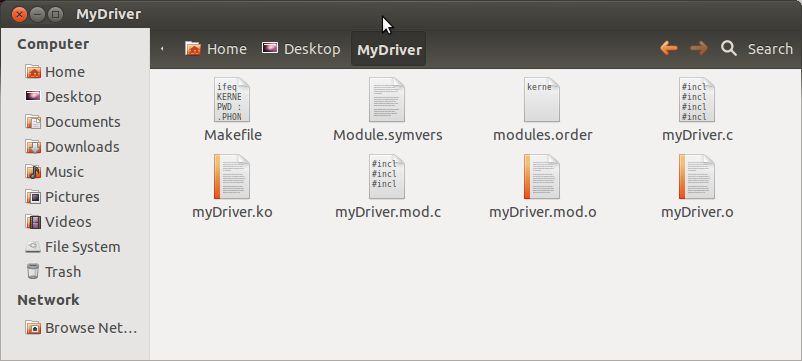 MyDriver
Computer
Home
Desktop
Documents
Downloads
Music
Pictures
Videos
File System
Trash
Network
Browse Net...
Home Desktop MyDriver Search
ifeq
KERNE
PWD :
.PHON
Makefile
Module.symvers
kerne
modules.order
#incl
#incl
#incl
#incl
myDriver.c
myDriver.ko
#incl
#incl
#incl
myDriver.mod.c
myDriver.mod.o
myDriver.o